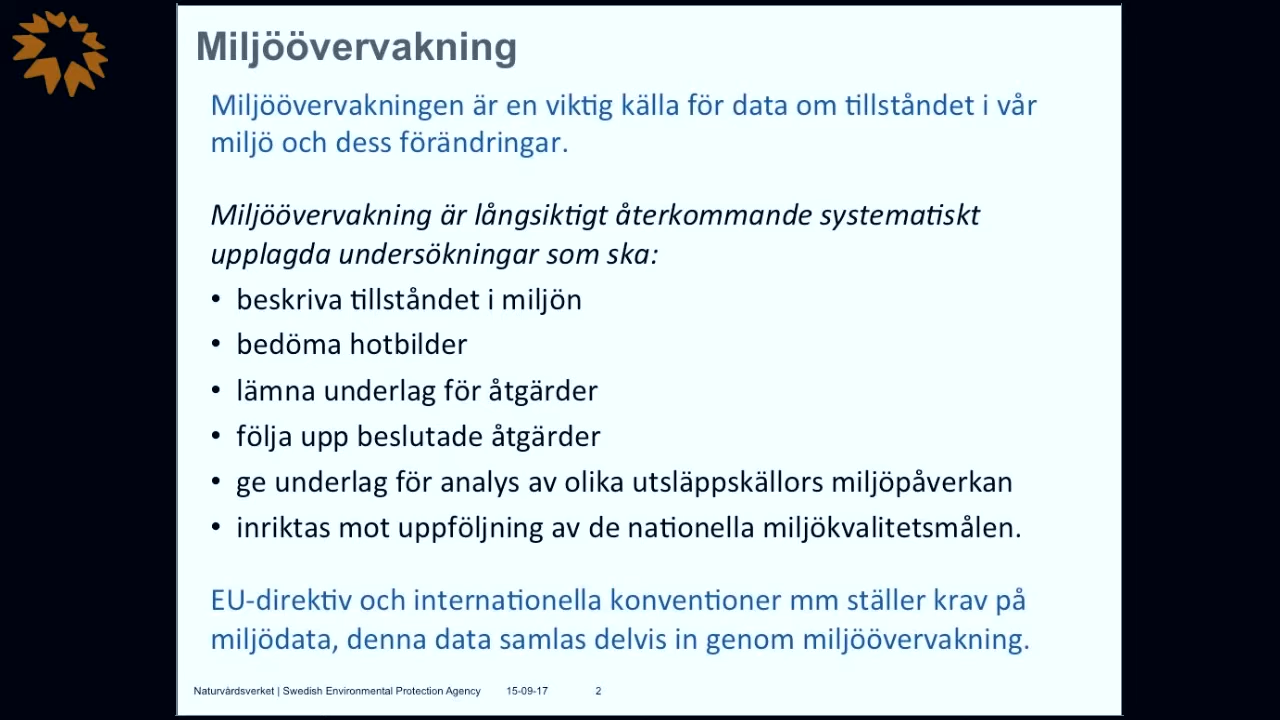 Miljöövervakning
Miljöövervakningen är en viktig källa för data om tillståndet i vår
miljö och dess förändringar.
Miljöövervakning är långsiktigt återkommande systematiskt
upplagda undersökningar som ska:
• beskriva tillståndet i miljön
• bedöma hotbilder
• lämna underlag för åtgärder
• följa upp beslutade åtgärder
• ge underlag för analys av olika utsläppskällors miljöpåverkan
• inriktas mot uppföljning av de nationella miljökvalitetsmålen.
EU-direktiv och internationella konventioner mm ställer krav på
miljödata, denna data samlas delvis in genom miljöövervakning.
Naturvårdsverket | Swedish Environmental Protection Agency 15-09-17 2